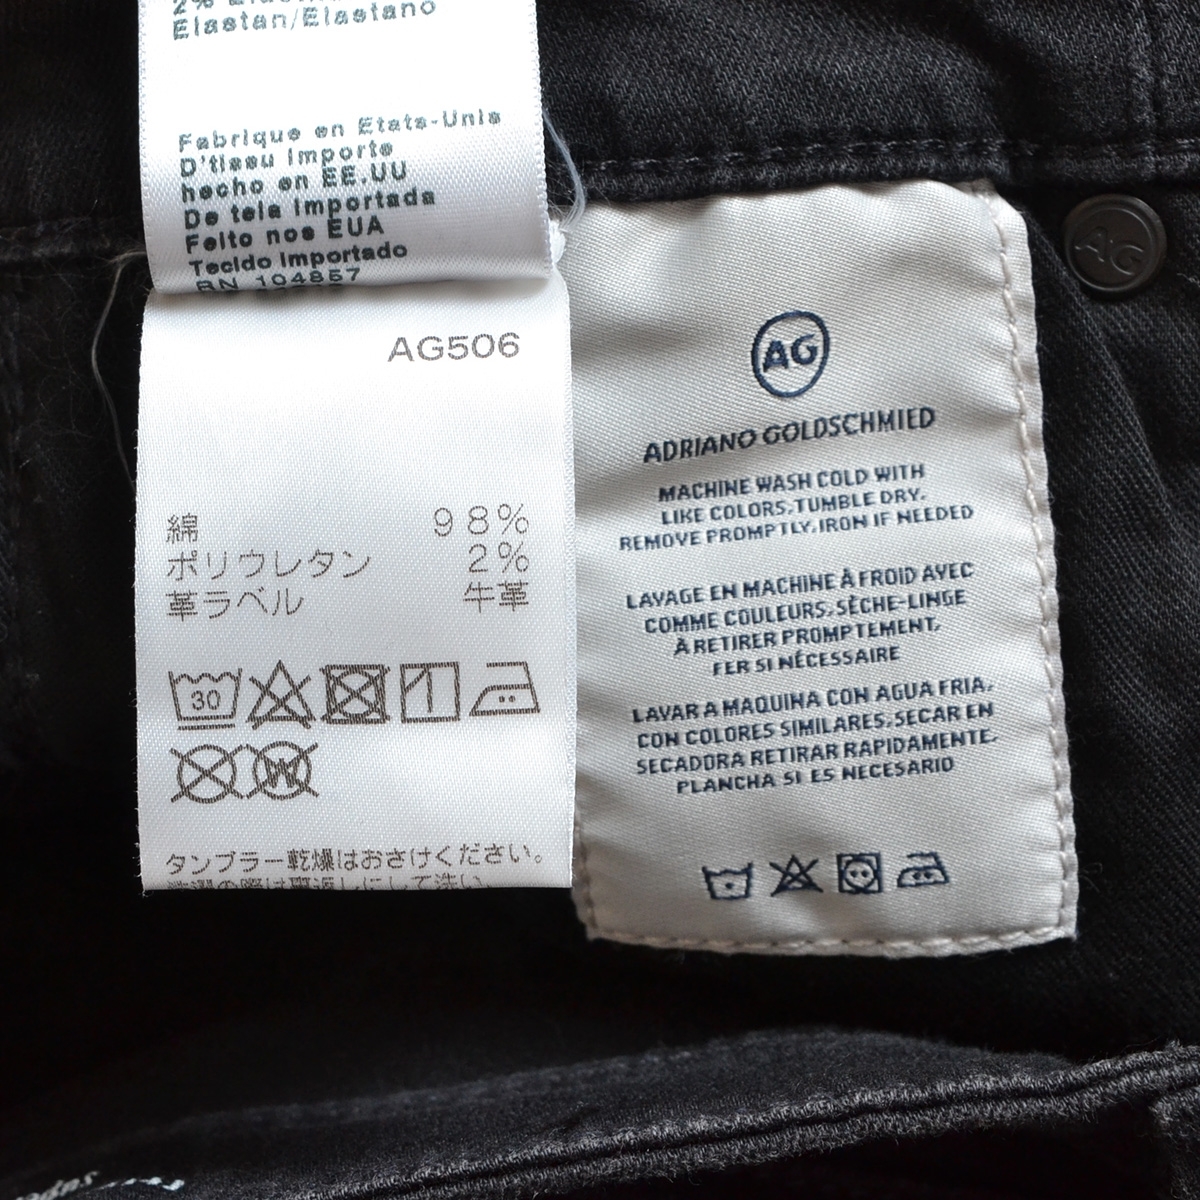 Elastan/Elastano
Fabrique en Etats-Unis
D'tissu importe
hecho en EE.UU
De tela importada
Feito nos EUA
Tecido importado
RN 104857
AG506
綿 98%
ポリウレタン 2%
革ラベル 牛革
30
W
タンブラー乾燥はおさけください。
AG
ADRIANO GOLDSCHMIED
MACHINE WASH COLD WITH
LIKE COLORS.TUMBLE DRY.
REMOVE PROMPTLY.IRON IF NEEDED
LAVAGE EN MACHINE À FROID AVEC
COMME COULEURS.SÈCHE-LINGE
À RETIRER PROMPTEMENT.
FER SI NÉCESSAIRE
LAVAR A MAQUINA CON AGUA FRIA.
CON COLORES SIMILARES.SECAR EN
SECADORA RETIRAR RAPIDAMENTE.
PLANCHA SI ES NECESARIO
AG